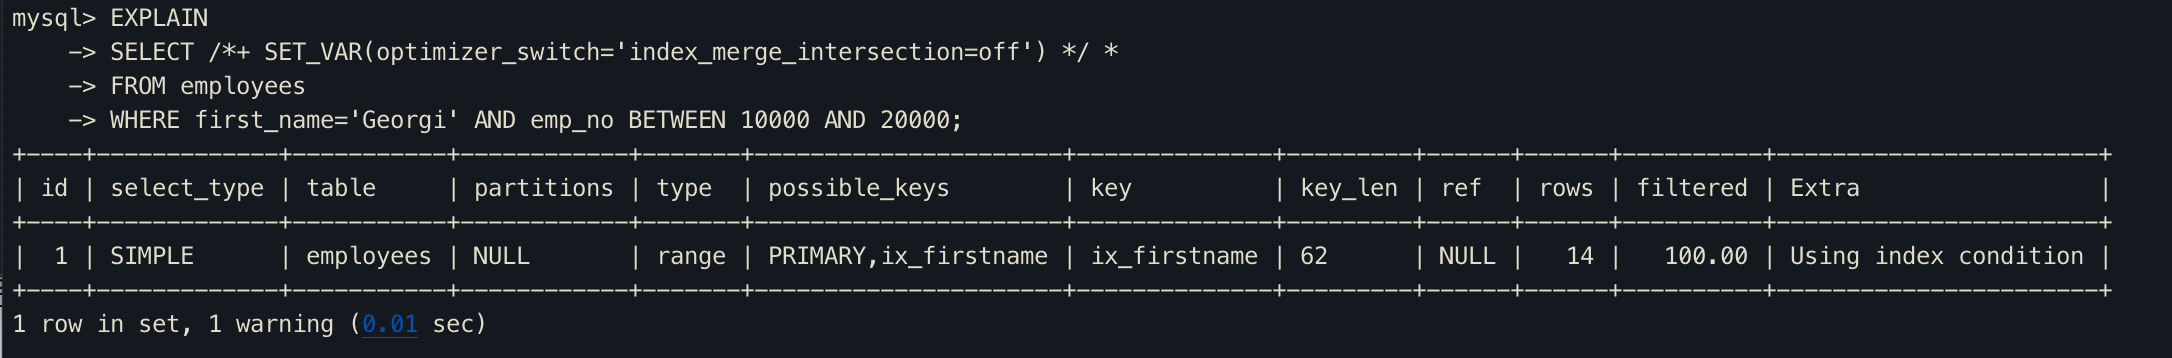 mysql> EXPLAIN
    -> SELECT /*+ SET_VAR(optimizer_switch='index_merge_intersection=off') */ *
    -> FROM employees
    -> WHERE first_name='Georgi' AND emp_no BETWEEN 10000 AND 20000;
+----+-------------+-----------+------------+-------+----------------------+--------------+---------+------+------+----------+-----------------------+
| id | select_type | table     | partitions | type  | possible_keys        | key          | key_len | ref  | rows | filtered | Extra                 |
+----+-------------+-----------+------------+-------+----------------------+--------------+---------+------+------+----------+-----------------------+
|  1 | SIMPLE      | employees | NULL       | range | PRIMARY,ix_firstname | ix_firstname | 62      | NULL |   14 |   100.00 | Using index condition |
+----+-------------+-----------+------------+-------+----------------------+--------------+---------+------+------+----------+-----------------------+
1 row in set, 1 warning (0.01 sec)